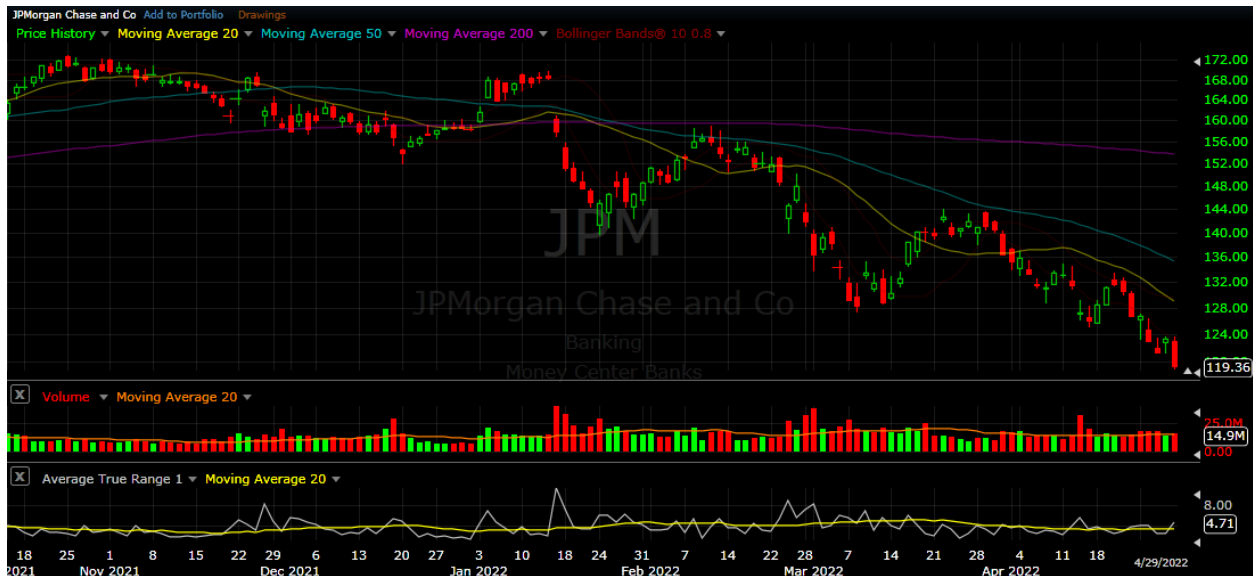 JPMorgan Chase and Co Add to Portfolio Drawings
Price History Moving Average 20 Moving Average 50 Moving Average 200 Bollinger Bands® 10 0.8
172.00
168.00
164.00
160.00
156.00
152.00
148.00
144.00
140.00
136.00
132.00
128.00
124.00
119.36
JPM
JPMorgan Chase and Co
Banking
Money Center Banks
X Volume Moving Average 20
25.0M
14.9M
0.00
X Average True Range 1 Moving Average 20
8.00
4.71
18 25 1 8 15 22 29 6 13 20 27 3 10 18 24 31 7 14 22 28 7 14 21 28 4 11 18
2021 Nov 2021 Dec 2021 Jan 2022 Feb 2022 Mar 2022 Apr 2022 4/29/2022